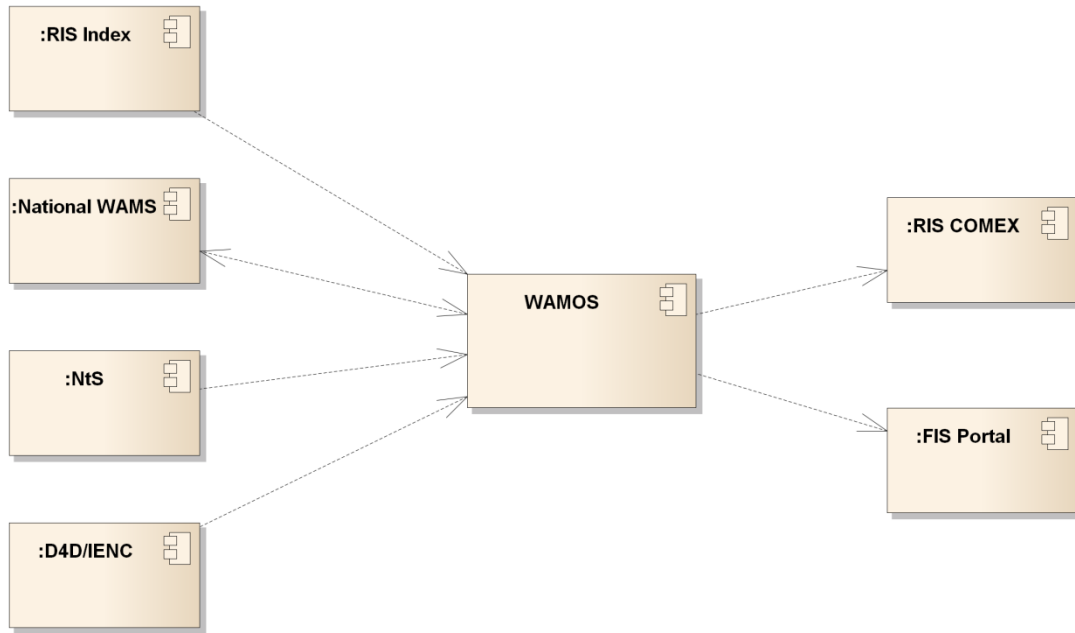 :RIS Index
:National WAMS
:NtS
:D4D/IENC
WAMOS
:RIS COMEX
:FIS Portal